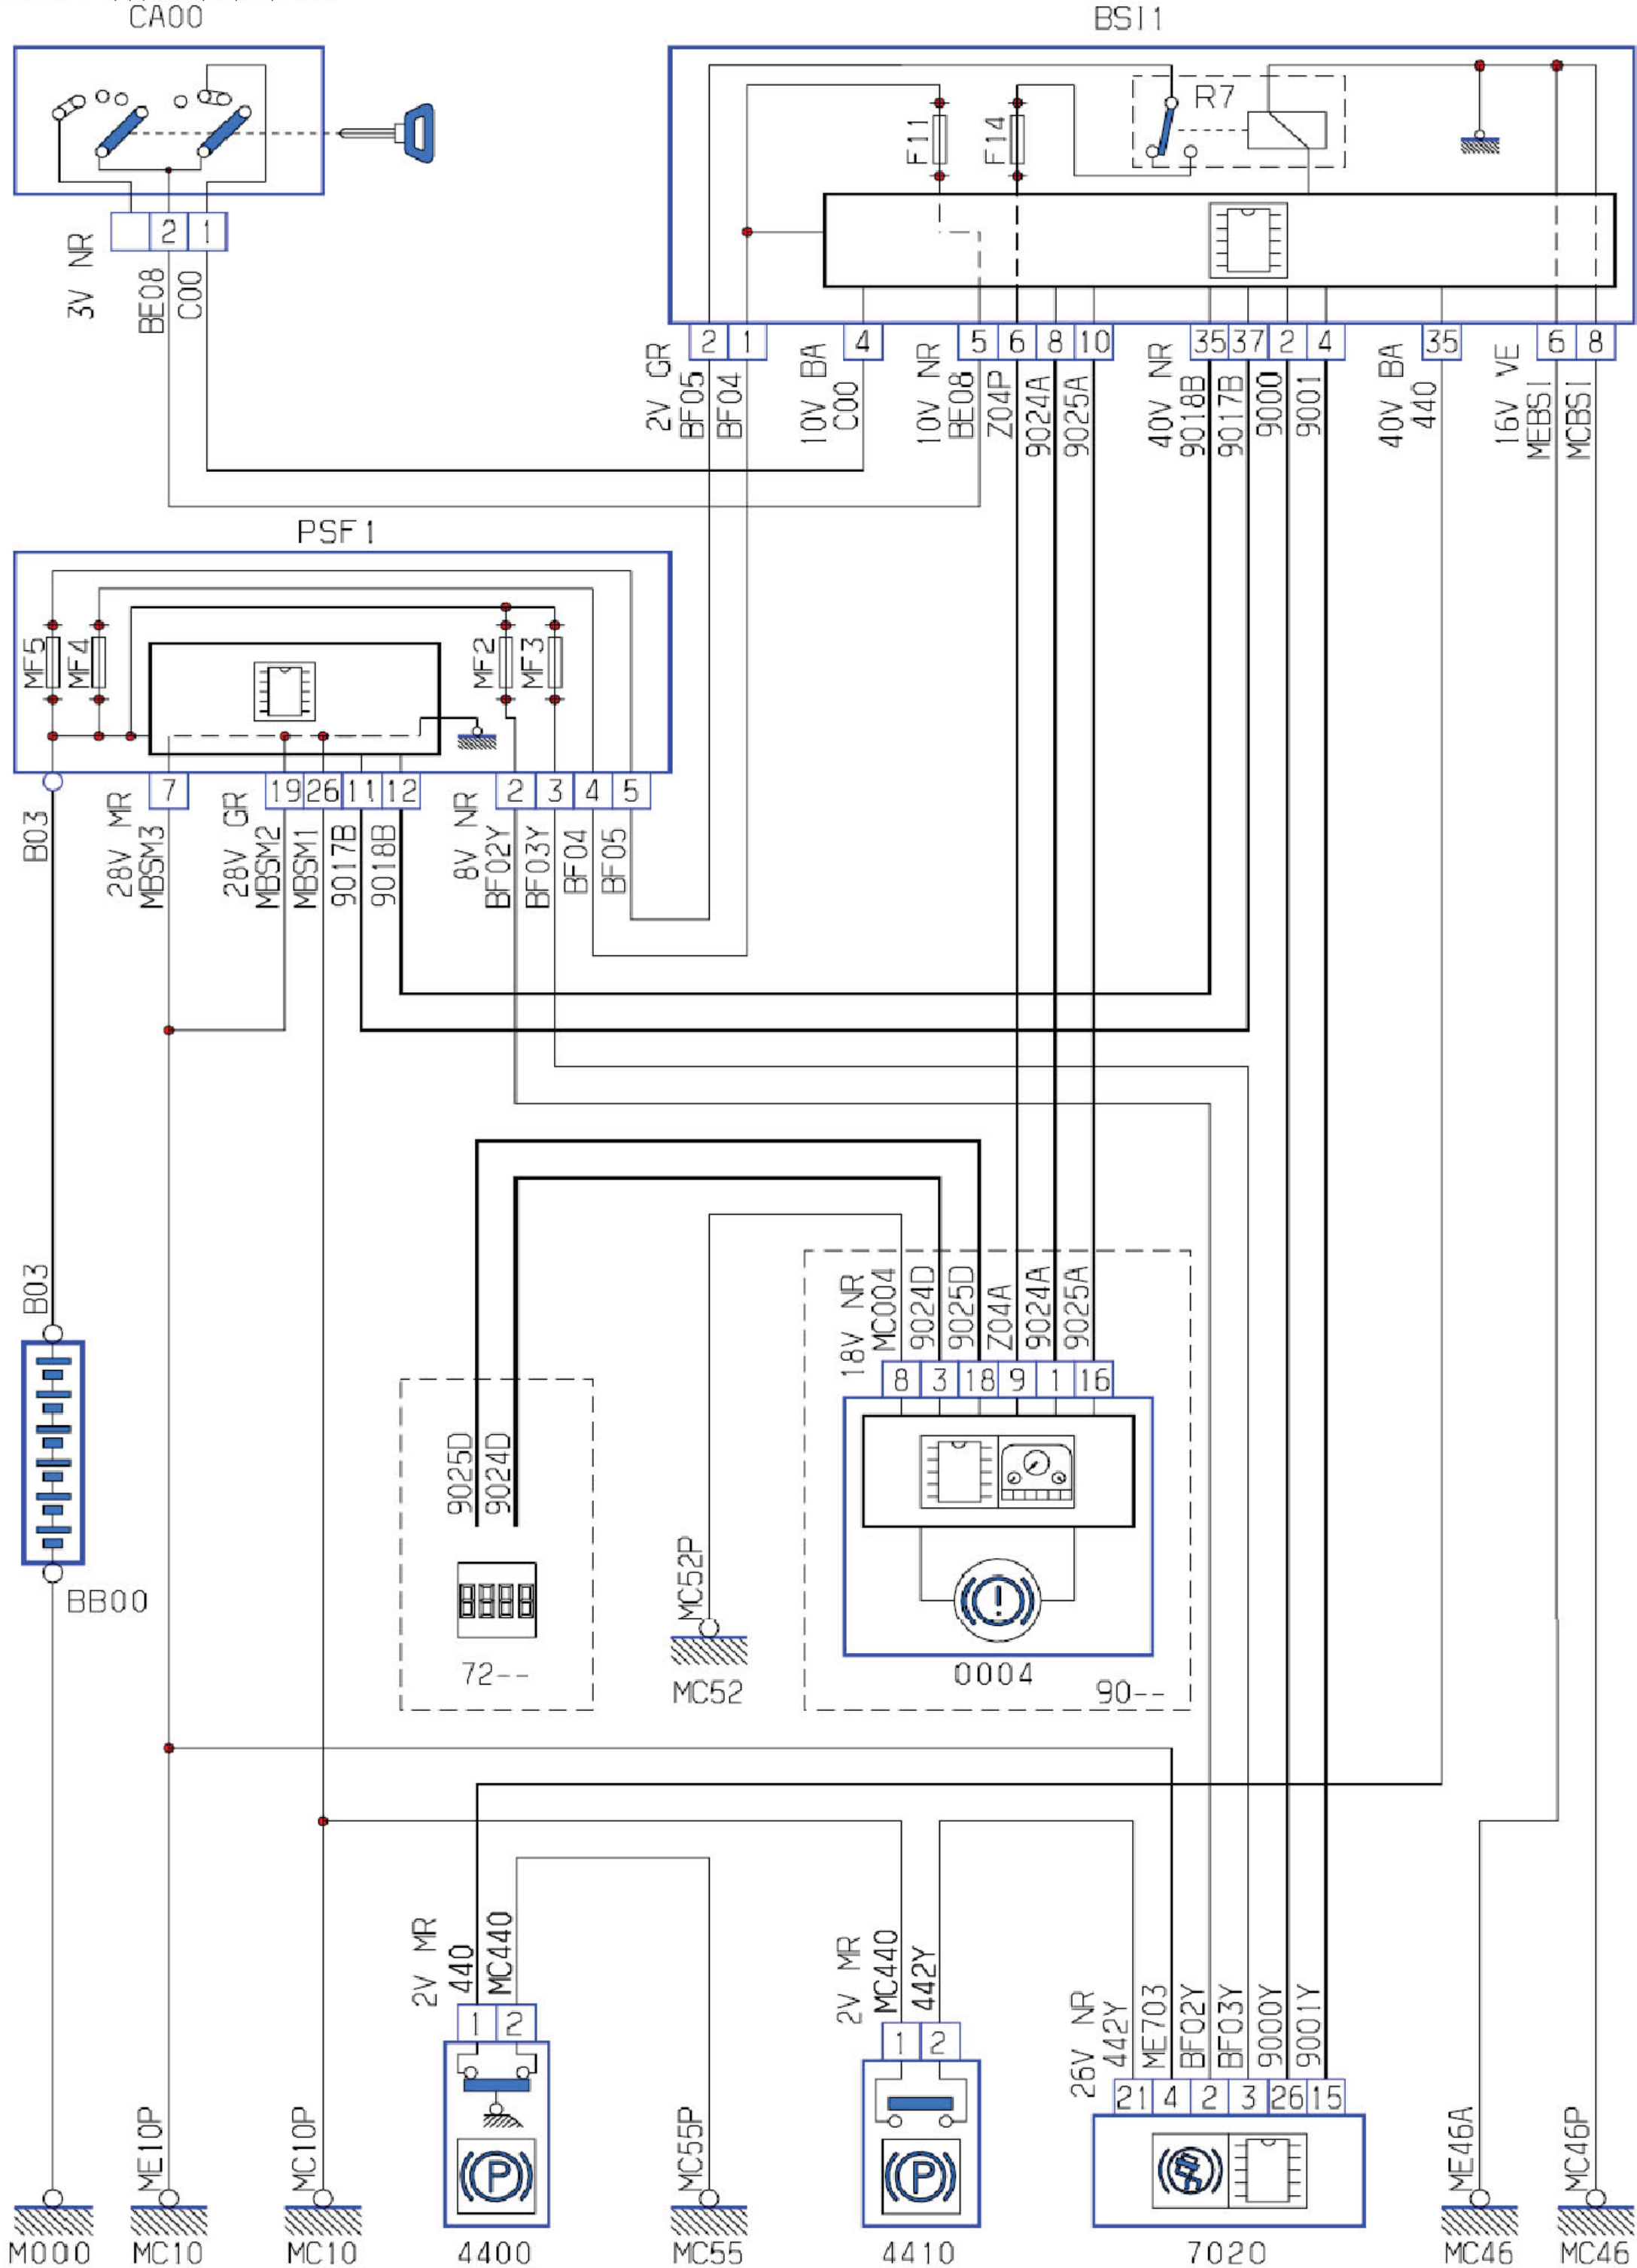 CA00
BSI1
R7
F11
F14
2 1
3V NR
BE08
C00
2 1 4 5 6 8 10 35 37 2 4 35 6 8
2V GR
BF05
BF04
10V BA
C00
10V NR
BE08
Z04P
9024A
9025A
40V NR
9018B
9017B
9000
9001
40V BA
440
16V VE
MEBSI
MCBSI
PSF1
MF5
MF4
MF2
MF3
7 19 26 11 12 2 3 4 5
B03
28V MR
MBSM3
28V GR
MBSM2
MBSM1
9017B
9018B
8V NR
BF02Y
BF03Y
BF04
BF05
B03
18V NR
MC004
9024D
9025D
Z04A
9024A
9025A
8 3 18 9 1 16
9025D
9024D
BB00
MC52P
72--
MC52
0004
90--
2V MR
440
MC440
2V MR
MC440
442Y
26V NR
442Y
ME703
BF02Y
BF03Y
9000Y
9001Y
1 2
1 2
21 4 2 3 26 15
ME10P
MC10P
P
MC55P
P
ME46A
MC46P
M000
MC10
MC10
4400
MC55
4410
7020
MC46
MC46